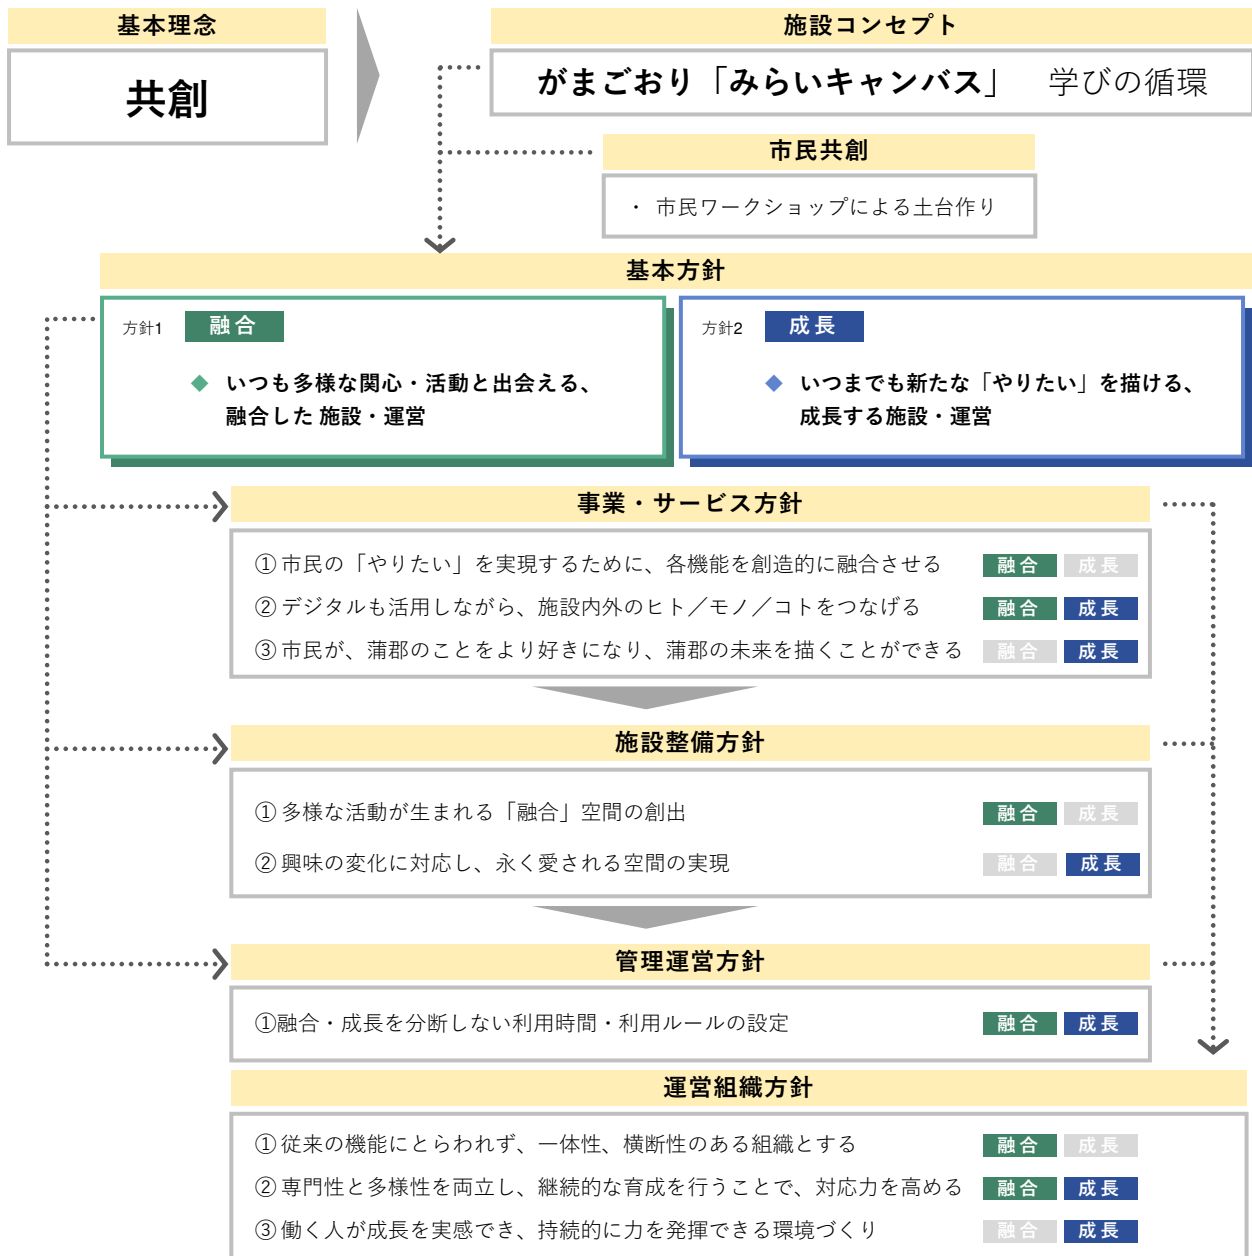 基本理念
共創
施設コンセプト
がまごおり「みらいキャンバス」　学びの循環
市民共創
・ 市民ワークショップによる土台作り
基本方針
方針1 融合
◆ いつも多様な関心・活動と出会える、
融合した 施設・運営
方針2 成長
◆ いつまでも新たな「やりたい」を描ける、
成長する施設・運営
事業・サービス方針
① 市民の「やりたい」を実現するために、各機能を創造的に融合させる 融合 成長
② デジタルも活用しながら、施設内外のヒト／モノ／コトをつなげる 融合 成長
③ 市民が、蒲郡のことをより好きになり、蒲郡の未来を描くことができる 融合 成長
施設整備方針
① 多様な活動が生まれる「融合」空間の創出 融合 成長
② 興味の変化に対応し、永く愛される空間の実現 融合 成長
管理運営方針
①融合・成長を分断しない利用時間・利用ルールの設定 融合 成長
運営組織方針
① 従来の機能にとらわれず、一体性、横断性のある組織とする 融合 成長
② 専門性と多様性を両立し、継続的な育成を行うことで、対応力を高める 融合 成長
③ 働く人が成長を実感でき、持続的に力を発揮できる環境づくり 融合 成長